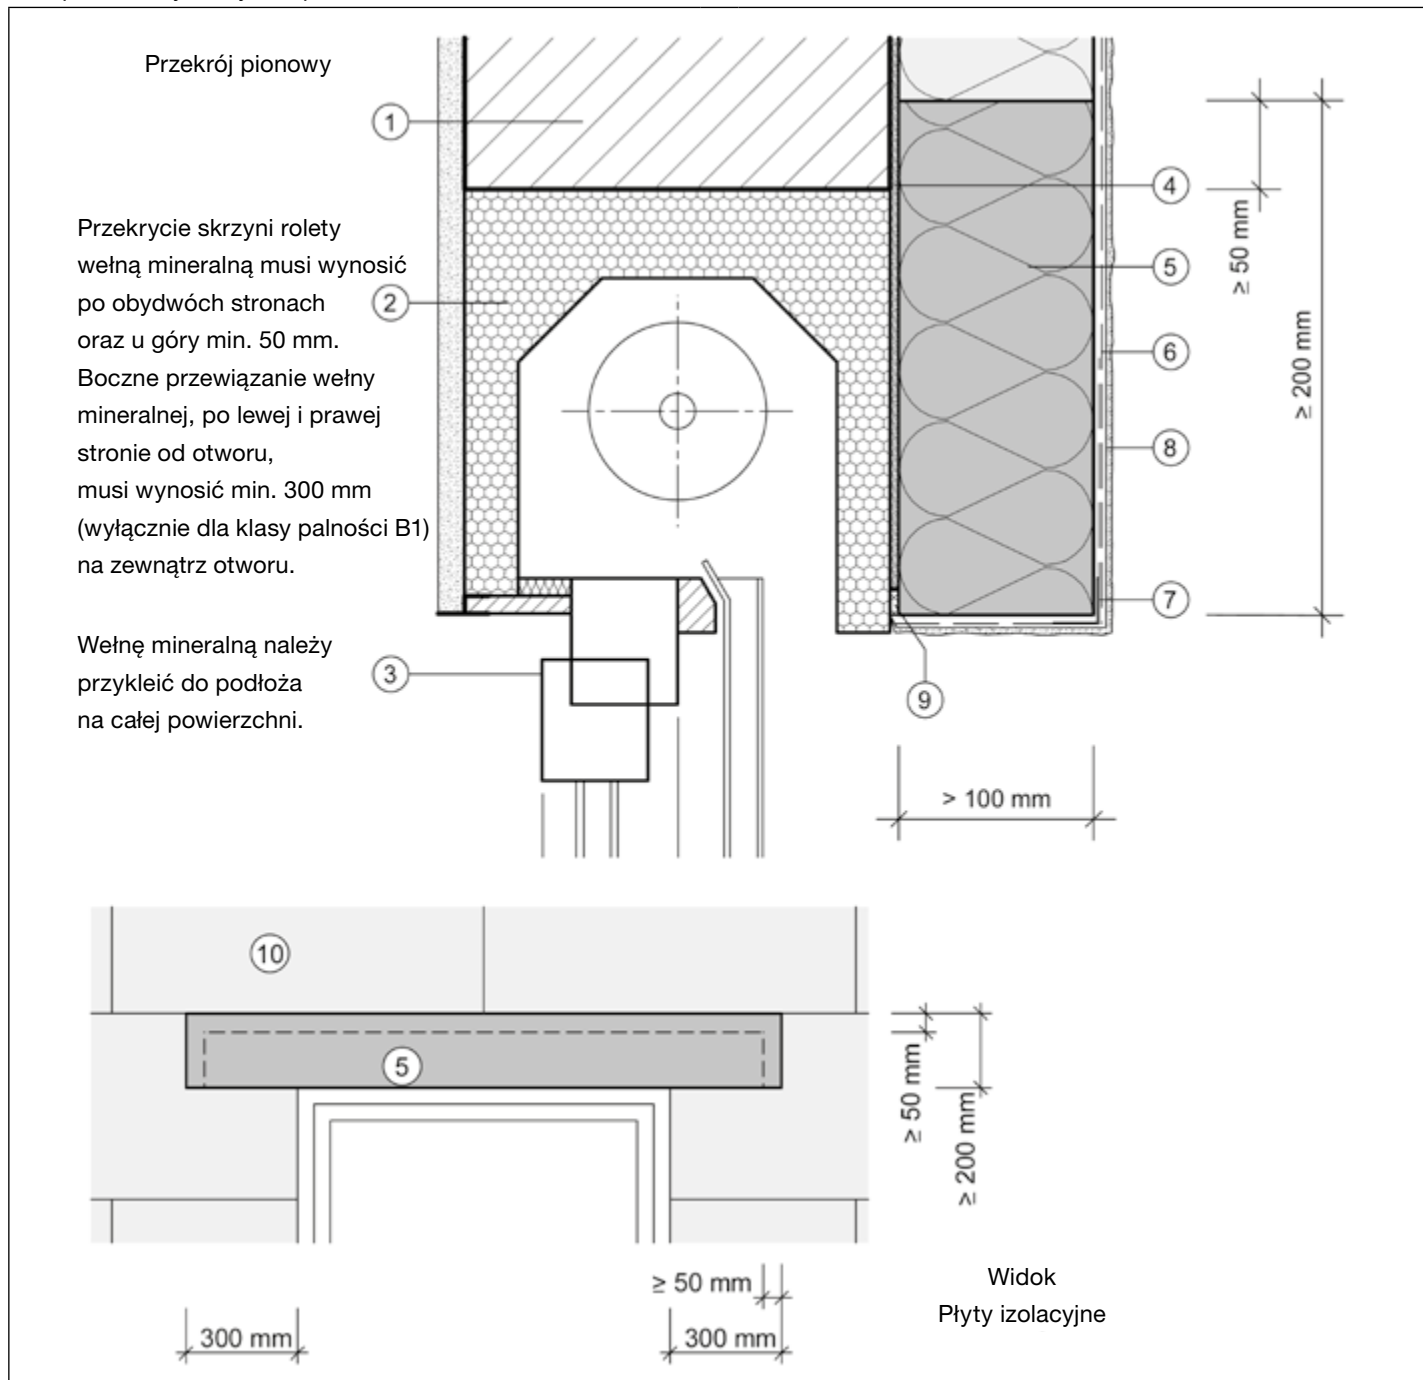 Przekrój pionowy
1
Przekrycie skrzyni rolety
wełną mineralną musi wynosić
po obydwóch stronach
oraz u góry min. 50 mm.
Boczne przewiązanie wełny
mineralnej, po lewej i prawej
stronie od otworu,
musi wynosić min. 300 mm
(wyłącznie dla klasy palności B1)
na zewnątrz otworu.
Wełnę mineralną należy
przykleić do podłoża
na całej powierzchni.
2
3
4
5
6
8
7
9
≥ 50 mm
≥ 200 mm
> 100 mm
10
5
≥ 50 mm
≥ 200 mm
≥ 50 mm
300 mm
300 mm
Widok
Płyty izolacyjne